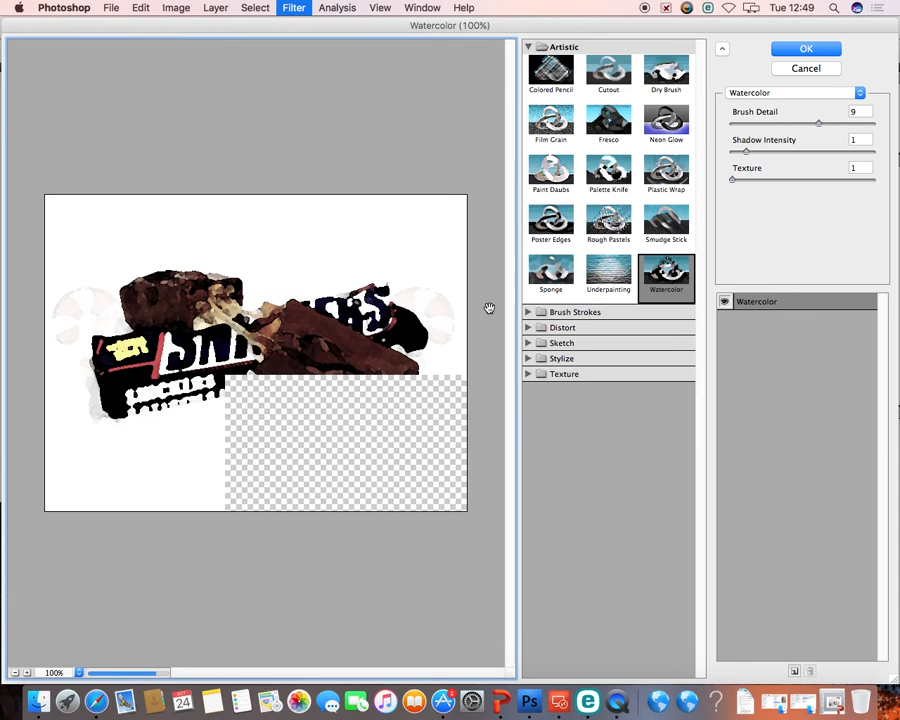 Photoshop File Edit Image Layer Select Filter Analysis View Window Help Tue 12:49
Watercolor (100%)
Artistic
Colored Pencil Cutout Dry Brush
Film Grain Fresco Neon Glow
Paint Daubs Palette Knife Plastic Wrap
Poster Edges Rough Pastels Smudge Stick
Sponge Underpainting Watercolor
Brush Strokes
Distort
Sketch
Stylize
Texture
OK
Cancel
Watercolor
Brush Detail 9
Shadow Intensity 1
Texture 1
Watercolor
100%
OCT
24